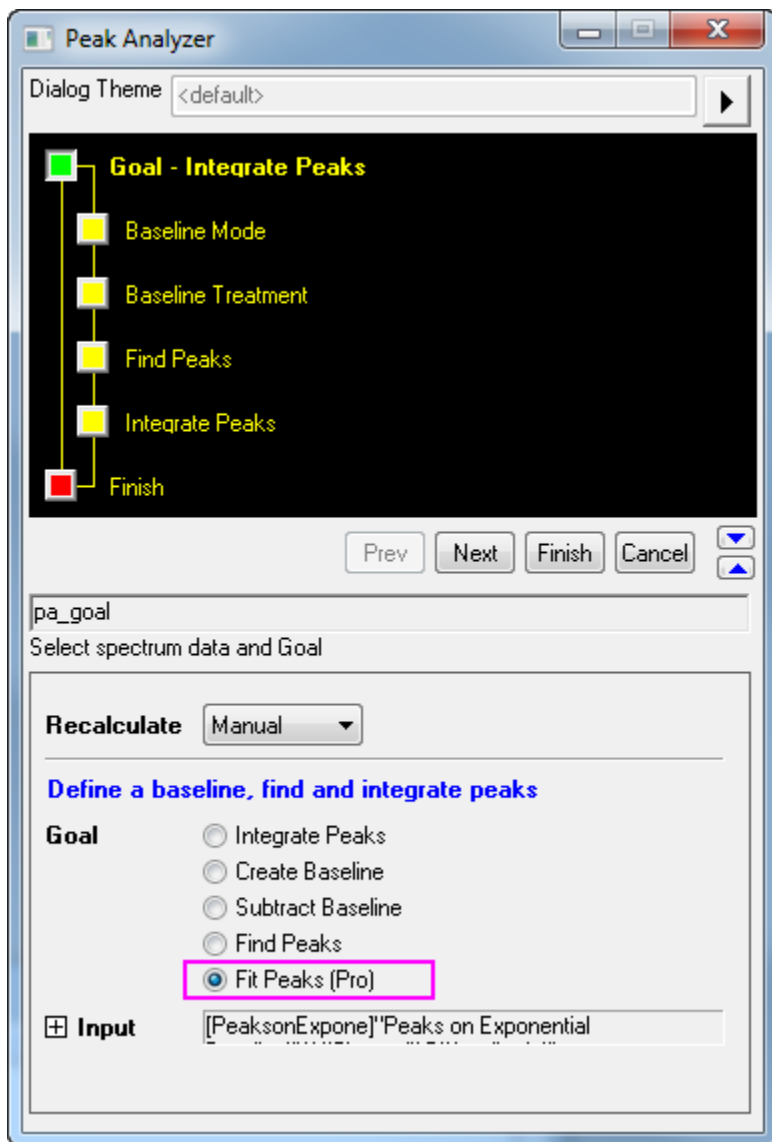 Peak Analyzer
Dialog Theme <default>
Goal - Integrate Peaks
Baseline Mode
Baseline Treatment
Find Peaks
Integrate Peaks
Finish
Prev Next Finish Cancel
pa_goal
Select spectrum data and Goal
Recalculate Manual
Define a baseline, find and integrate peaks
Goal Integrate Peaks
Create Baseline
Subtract Baseline
Find Peaks
Fit Peaks (Pro)
Input [PeaksonExpone]"Peaks on Exponential